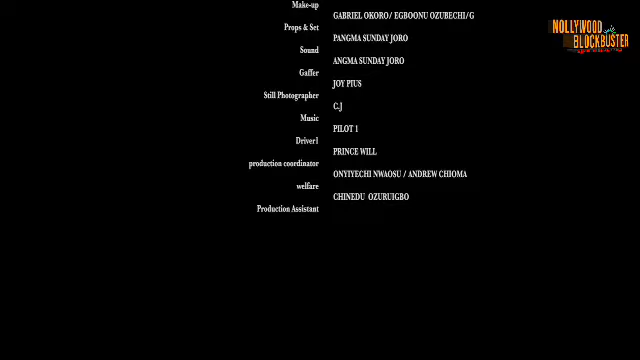 Make-up
GABRIEL OKORO/ EGBOONU OZUBECHI/G
Props & Set
PANGMA SUNDAY JORO
Sound
ANGMA SUNDAY JORO
Gaffer
JOY PIUS
Still Photographer
C.J
Music
PILOT 1
Driver1
PRINCE WILL
production coordinator
ONYIYECHI NWAOSU / ANDREW CHIOMA
welfare
CHINEDU OZURUIGBO
Production Assistant
NOLLYWOOD
BLOCKBUSTER